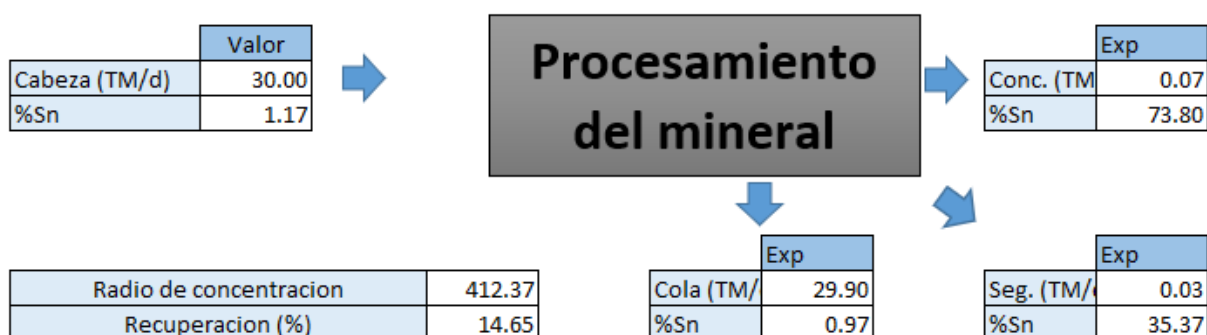 Valor
Cabeza (TM/d) 30.00
%Sn 1.17
Procesamiento
del mineral
Exp
Conc. (TM 0.07
%Sn 73.80
Radio de concentracion 412.37
Recuperacion (%) 14.65
Exp
Cola (TM/ 29.90
%Sn 0.97
Exp
Seg. (TM/ 0.03
%Sn 35.37